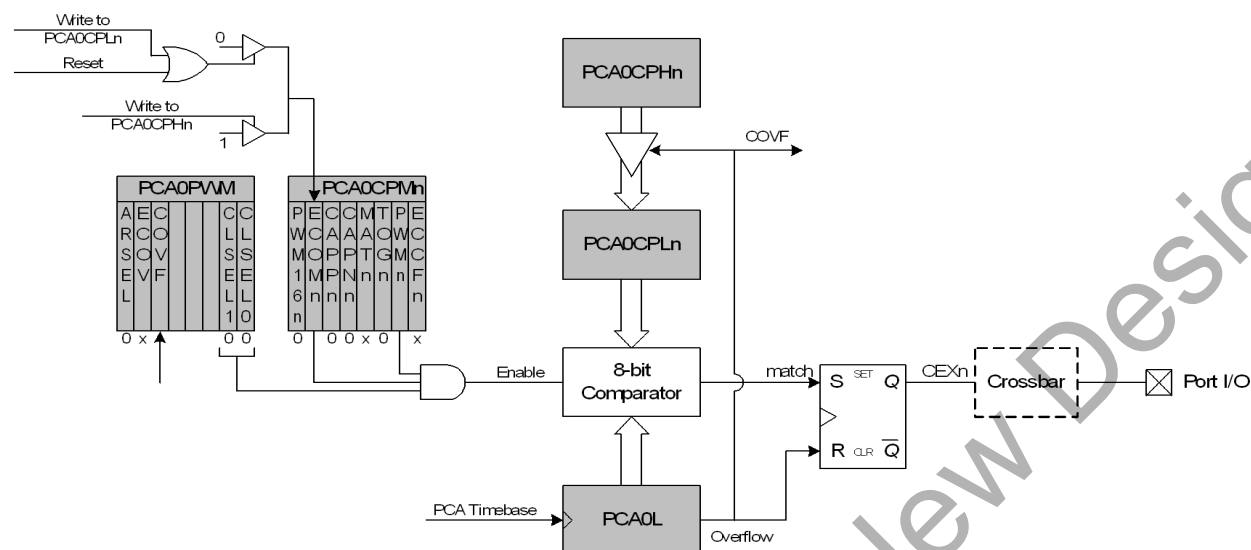 Write to
PCA0CPLn
Reset
0
Write to
PCA0CPHn
1
PCA0CPHn
COVF
PCA0PWM
ARSEL
ECOV
COVF
CLSEL1
CLSEL0
0 x 0 0
PCA0CPMn
PWM16n
ECOMn
CAPPn
CAPNn
MATn
TOGn
PWMn
ECCFn
0 0 0 x 0 x
PCA0CPLn
Enable
8-bit
Comparator
match
S SET Q
R CLR Q
CEXn
Crossbar
Port I/O
PCA Timebase
PCA0L
Overflow